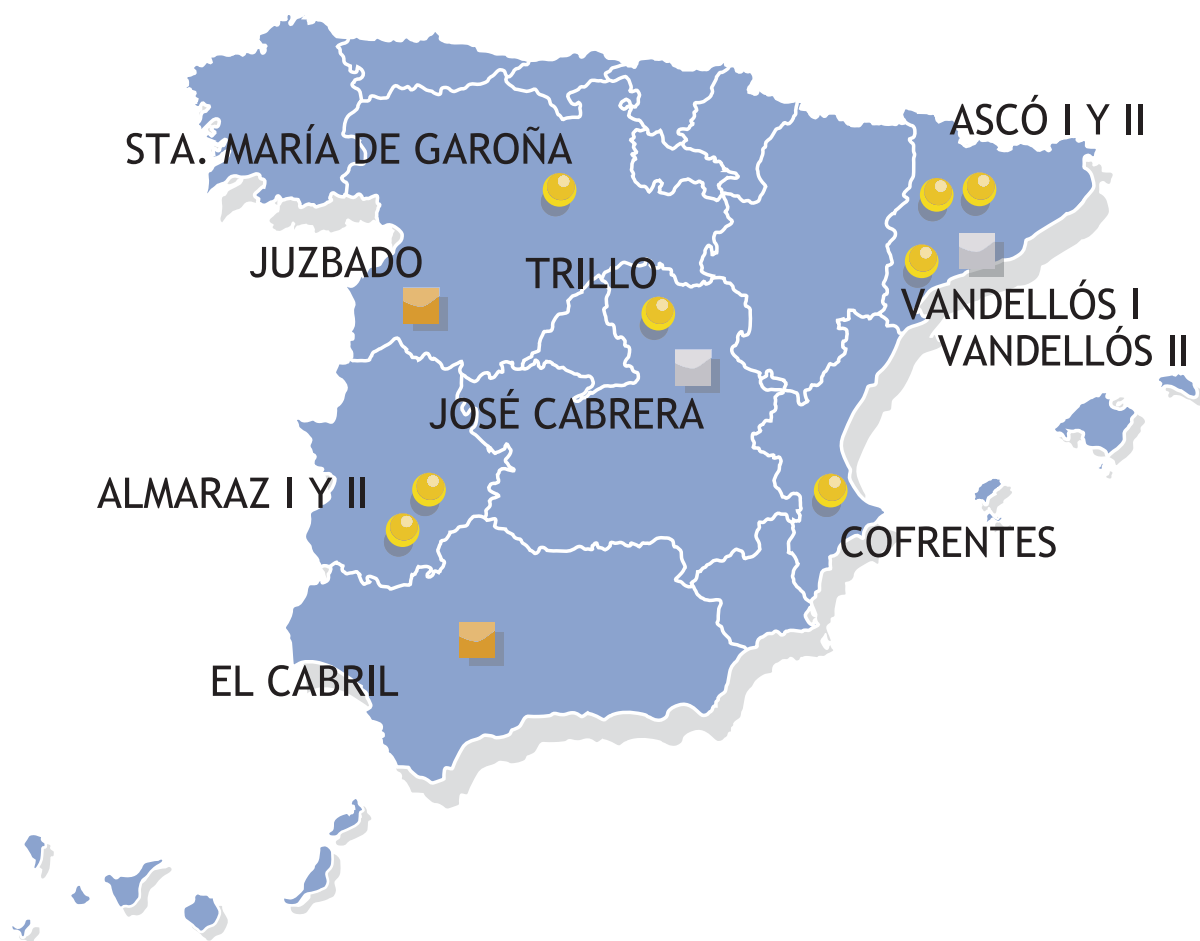 ASCÓ I Y II
STA. MARÍA DE GAROÑA
JUZBADO
TRILLO
VANDELLÓS I
VANDELLÓS II
JOSÉ CABRERA
ALMARAZ I Y II
COFRENTES
EL CABRIL